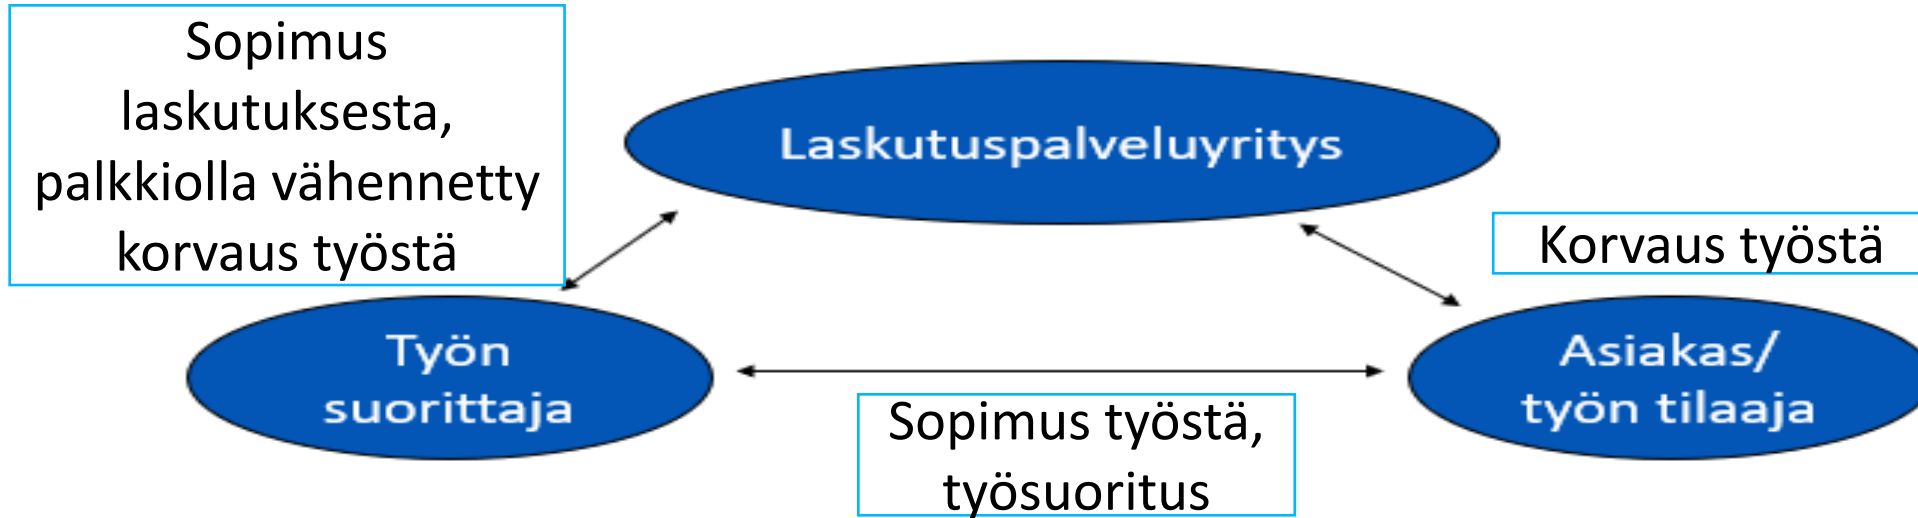 Sopimus
laskutuksesta,
palkkiolla vähennetty
korvaus työstä
Laskutuspalveluyritys
Korvaus työstä
Työn
suorittaja
Asiakas/
työn tilaaja
Sopimus työstä,
työsuoritus